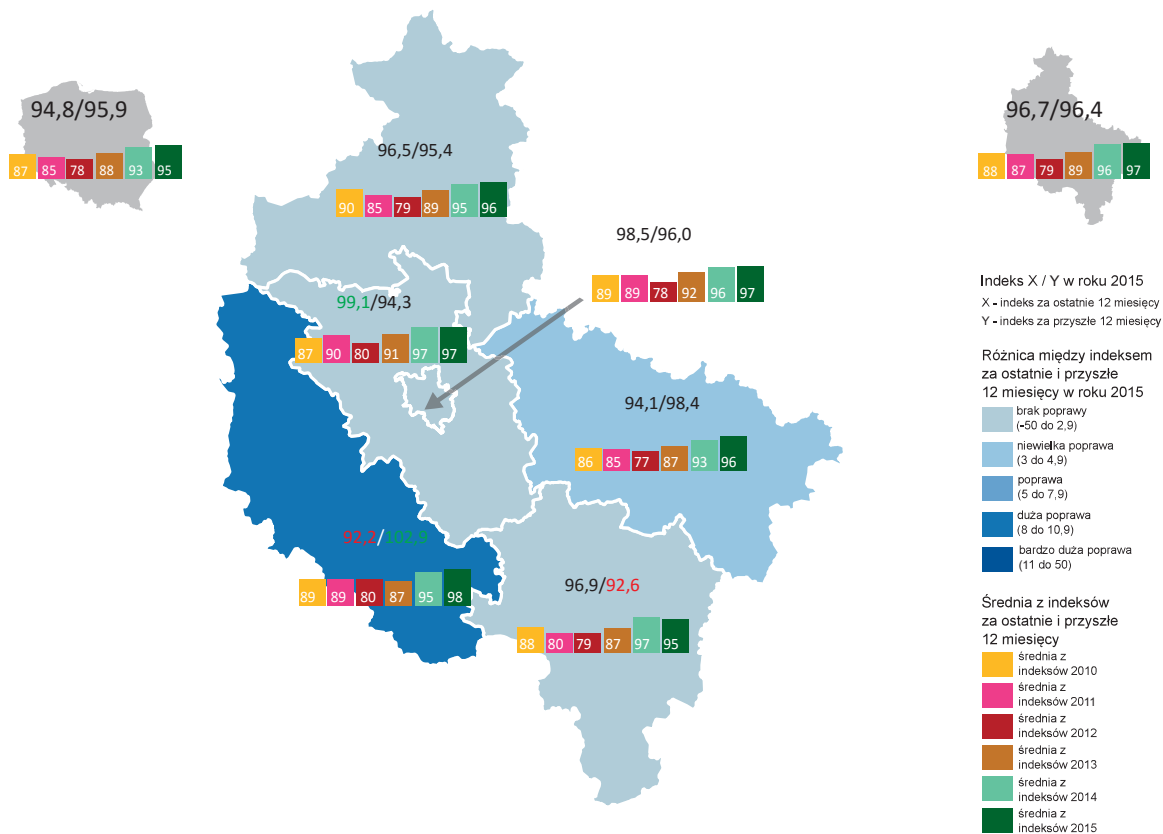 94,8/95,9
87 85 78 88 93 95
96,5/95,4
90 85 79 89 95 96
96,7/96,4
88 87 79 89 96 97
98,5/96,0
89 89 78 92 96 97
99,1/94,3
87 90 80 91 97 97
94,1/98,4
86 85 77 87 93 96
92,2/102,9
89 89 80 87 95 98
96,9/92,6
88 80 79 87 97 95
Indeks X / Y w roku 2015
X - indeks za ostatnie 12 miesięcy
Y - indeks za przyszłe 12 miesięcy
Różnica między indeksem
za ostatnie i przyszłe
12 miesięcy w roku 2015
brak poprawy
(-50 do 2,9)
niewielka poprawa
(3 do 4,9)
poprawa
(5 do 7,9)
duża poprawa
(8 do 10,9)
bardzo duża poprawa
(11 do 50)
Średnia z indeksów
za ostatnie i przyszłe
12 miesięcy
średnia z
indeksów 2010
średnia z
indeksów 2011
średnia z
indeksów 2012
średnia z
indeksów 2013
średnia z
indeksów 2014
średnia z
indeksów 2015